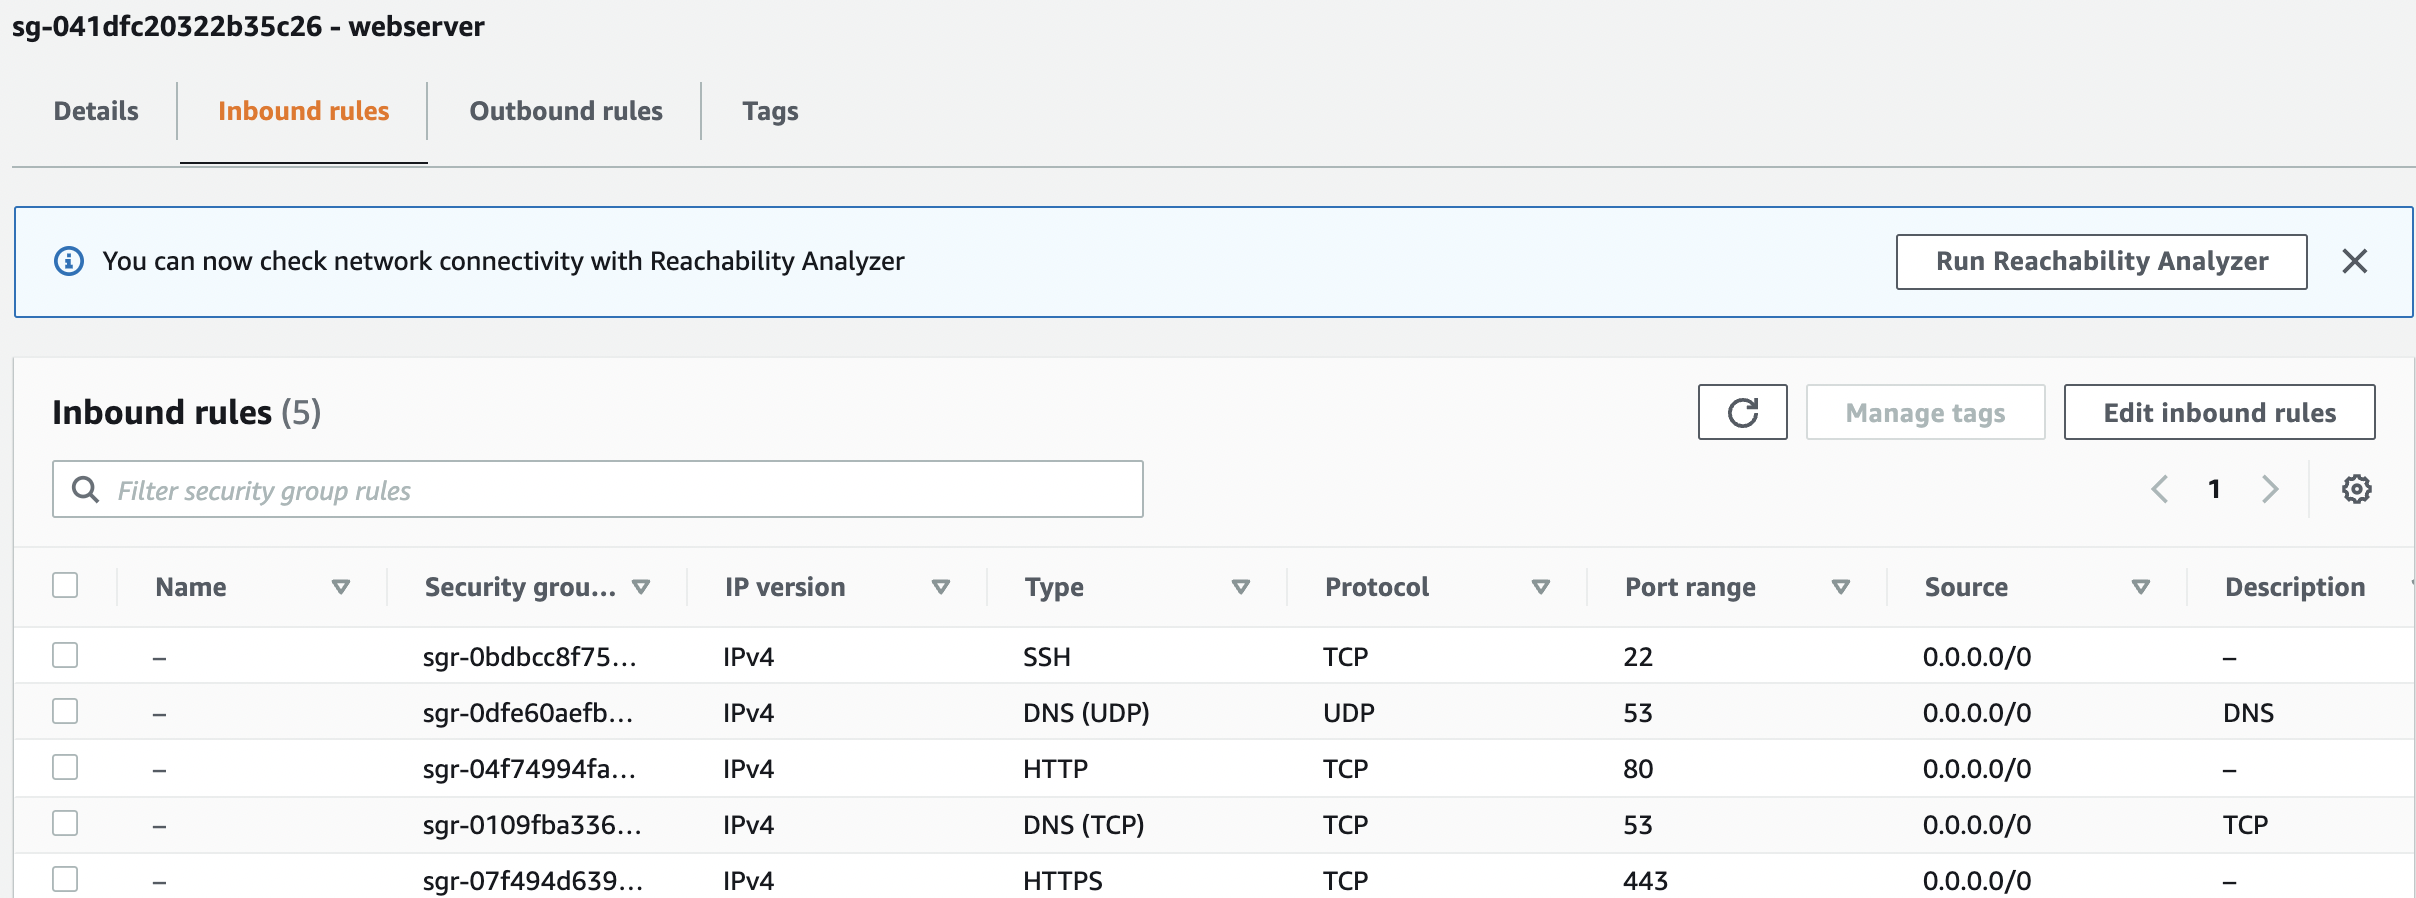 sg-041dfc20322b35c26 - webserver
Details Inbound rules Outbound rules Tags
You can now check network connectivity with Reachability Analyzer Run Reachability Analyzer
Inbound rules (5) Manage tags Edit inbound rules
Filter security group rules 1
Name Security grou... IP version Type Protocol Port range Source Description
– sgr-0bdbcc8f75... IPv4 SSH TCP 22 0.0.0.0/0 –
– sgr-0dfe60aefb... IPv4 DNS (UDP) UDP 53 0.0.0.0/0 DNS
– sgr-04f74994fa... IPv4 HTTP TCP 80 0.0.0.0/0 –
– sgr-0109fba336... IPv4 DNS (TCP) TCP 53 0.0.0.0/0 TCP
– sgr-07f494d639... IPv4 HTTPS TCP 443 0.0.0.0/0 –